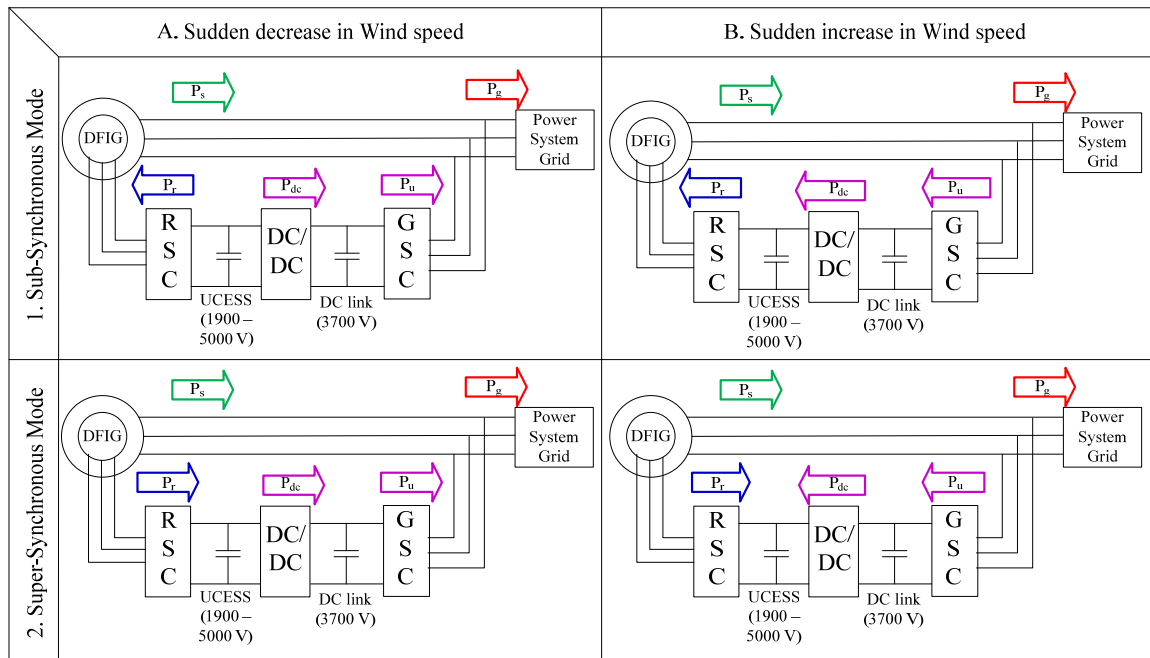 A. Sudden decrease in Wind speed
B. Sudden increase in Wind speed
1. Sub-Synchronous Mode
Ps
Pg
DFIG
Power
System
Grid
Pr
Pdc
Pu
R
S
C
DC/
DC
G
S
C
UCESS
(1900 –
5000 V)
DC link
(3700 V)
Ps
Pg
DFIG
Power
System
Grid
Pr
Pdc
Pu
R
S
C
DC/
DC
G
S
C
UCESS
(1900 –
5000 V)
DC link
(3700 V)
2. Super-Synchronous Mode
Ps
Pg
DFIG
Power
System
Grid
Pr
Pdc
Pu
R
S
C
DC/
DC
G
S
C
UCESS
(1900 –
5000 V)
DC link
(3700 V)
Ps
Pg
DFIG
Power
System
Grid
Pr
Pdc
Pu
R
S
C
DC/
DC
G
S
C
UCESS
(1900 –
5000 V)
DC link
(3700 V)